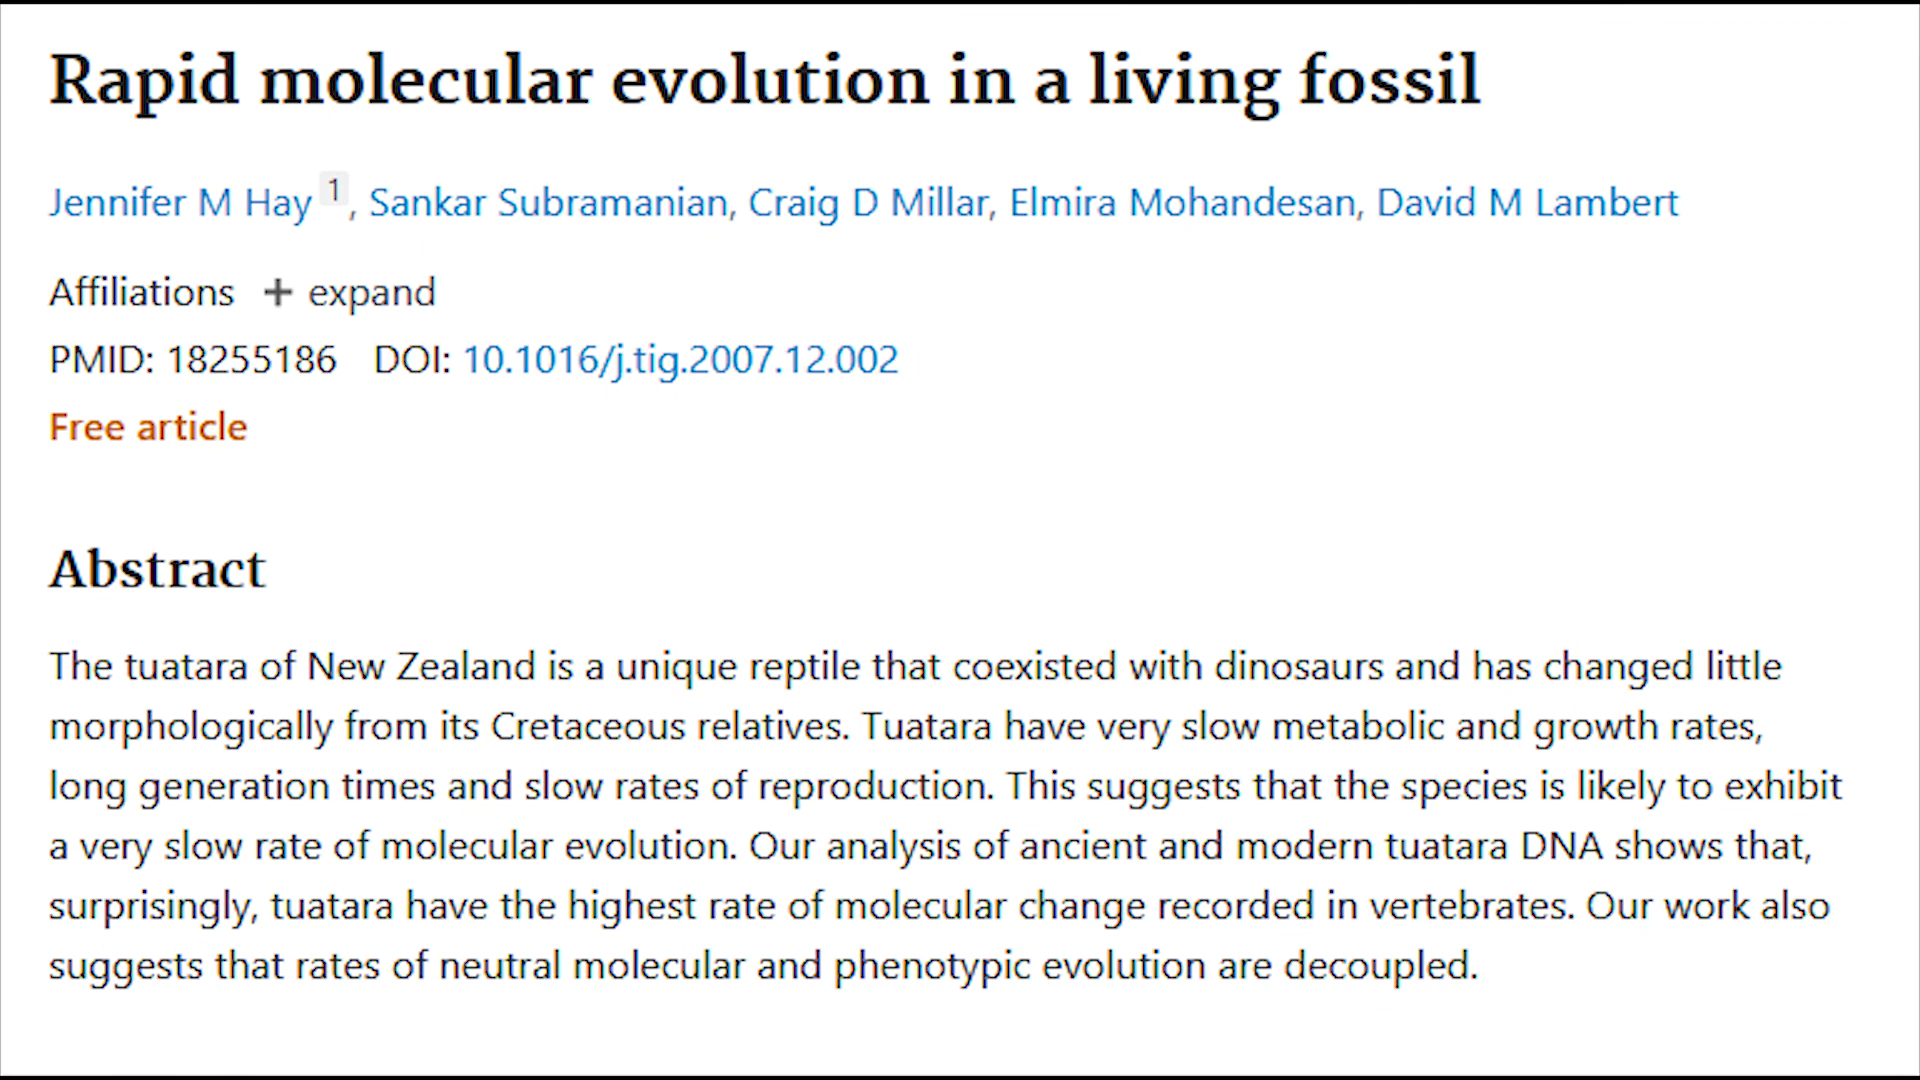 Rapid molecular evolution in a living fossil
Jennifer M Hay 1, Sankar Subramanian, Craig D Millar, Elmira Mohandesan, David M Lambert
Affiliations + expand
PMID: 18255186 DOI: 10.1016/j.tig.2007.12.002
Free article
Abstract
The tuatara of New Zealand is a unique reptile that coexisted with dinosaurs and has changed little
morphologically from its Cretaceous relatives. Tuatara have very slow metabolic and growth rates,
long generation times and slow rates of reproduction. This suggests that the species is likely to exhibit
a very slow rate of molecular evolution. Our analysis of ancient and modern tuatara DNA shows that,
surprisingly, tuatara have the highest rate of molecular change recorded in vertebrates. Our work also
suggests that rates of neutral molecular and phenotypic evolution are decoupled.